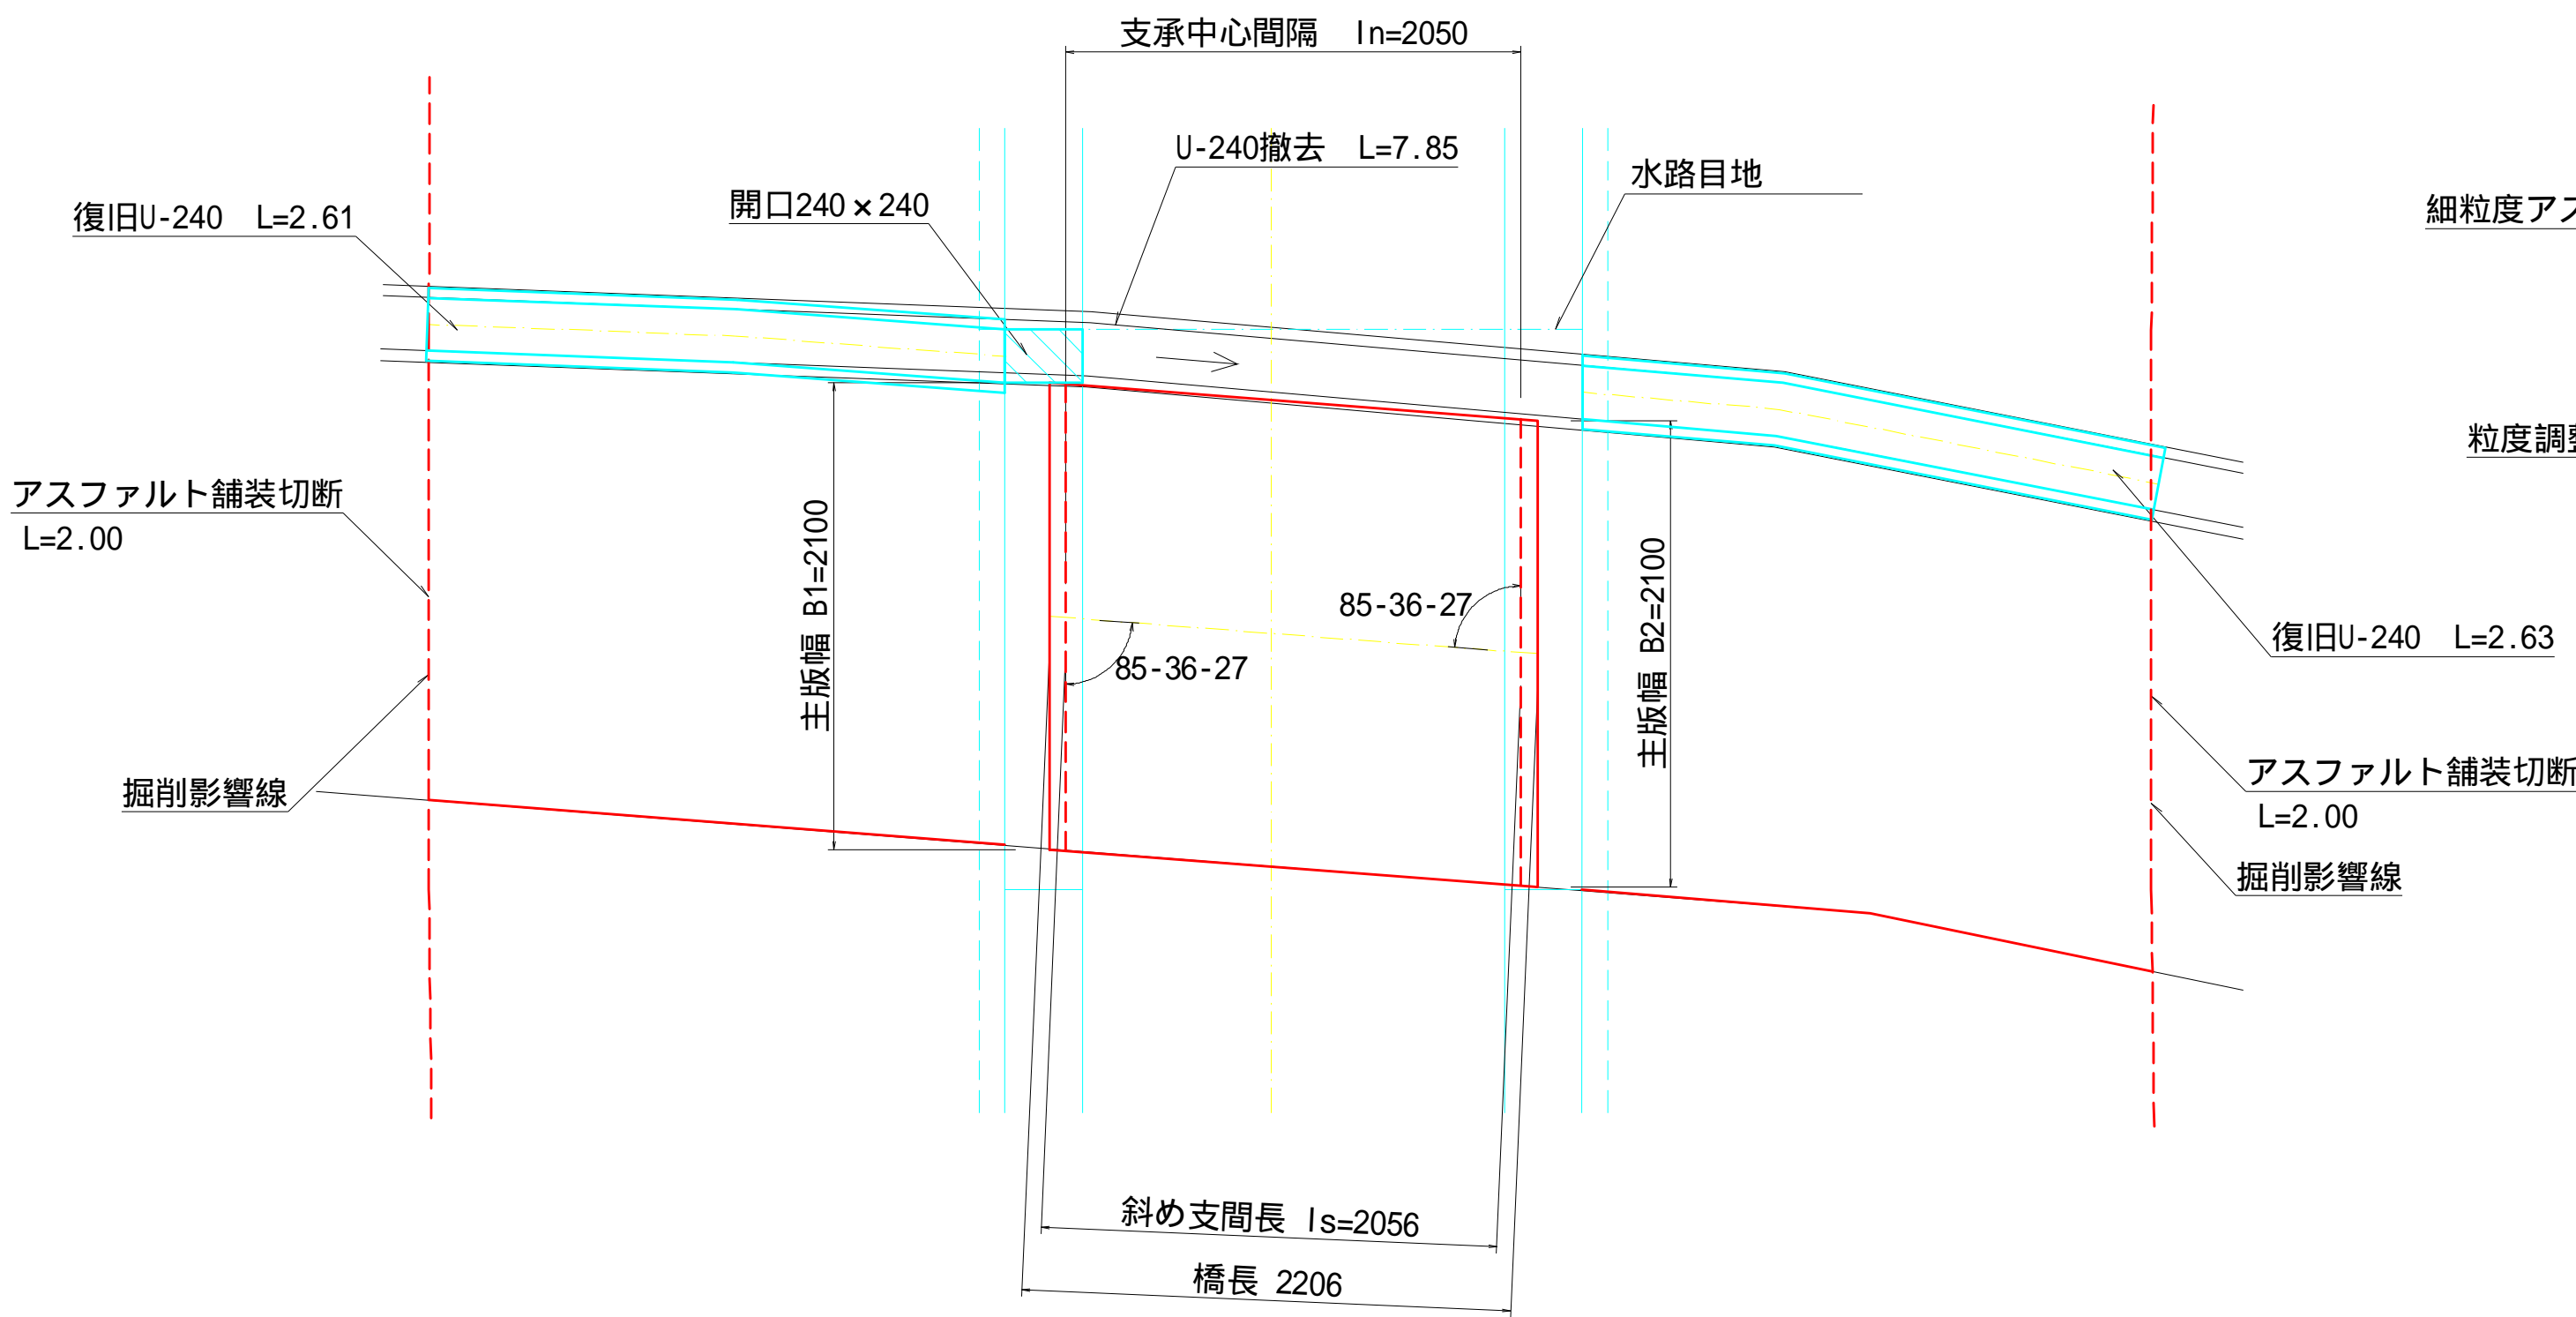 支承中心間隔 ln=2050
U-240撤去 L=7.85
水路目地
開口240×240
復旧U-240 L=2.61
細粒度アス
粒度調整
アスファルト舗装切断
L=2.00
主版幅 B1=2100
85-36-27
85-36-27
主版幅 B2=2100
復旧U-240 L=2.63
掘削影響線
アスファルト舗装切断
L=2.00
掘削影響線
斜め支間長 ls=2056
橋長 2206